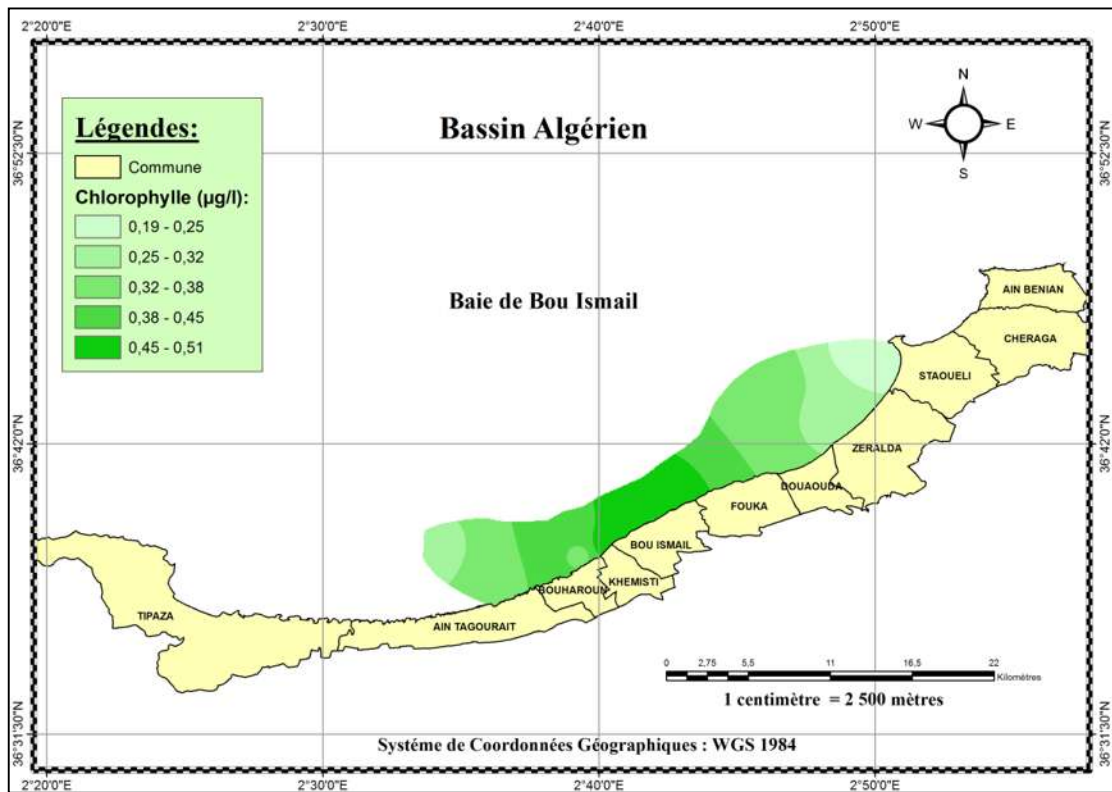 2°20'0"E
2°30'0"E
2°40'0"E
2°50'0"E
Légendes:
Commune
Chlorophylle (µg/l):
0,19 - 0,25
0,25 - 0,32
0,32 - 0,38
0,38 - 0,45
0,45 - 0,51
Bassin Algérien
N
W
E
S
36°52'30"N
36°52'30"N
Baie de Bou Ismail
AIN BENIAN
CHERAGA
STAOUELI
36°42'0"N
36°42'0"N
ZERALDA
DOUAOUDA
FOUKA
BOU ISMAIL
KHEMISTI
BOUHAROUN
AIN TAGOURAIT
TIPAZA
0 2,75 5,5 11 16,5 22
Kilomètres
1 centimètre = 2 500 mètres
36°31'30"N
36°31'30"N
Systéme de Coordonnées Géographiques : WGS 1984
2°20'0"E
2°30'0"E
2°40'0"E
2°50'0"E